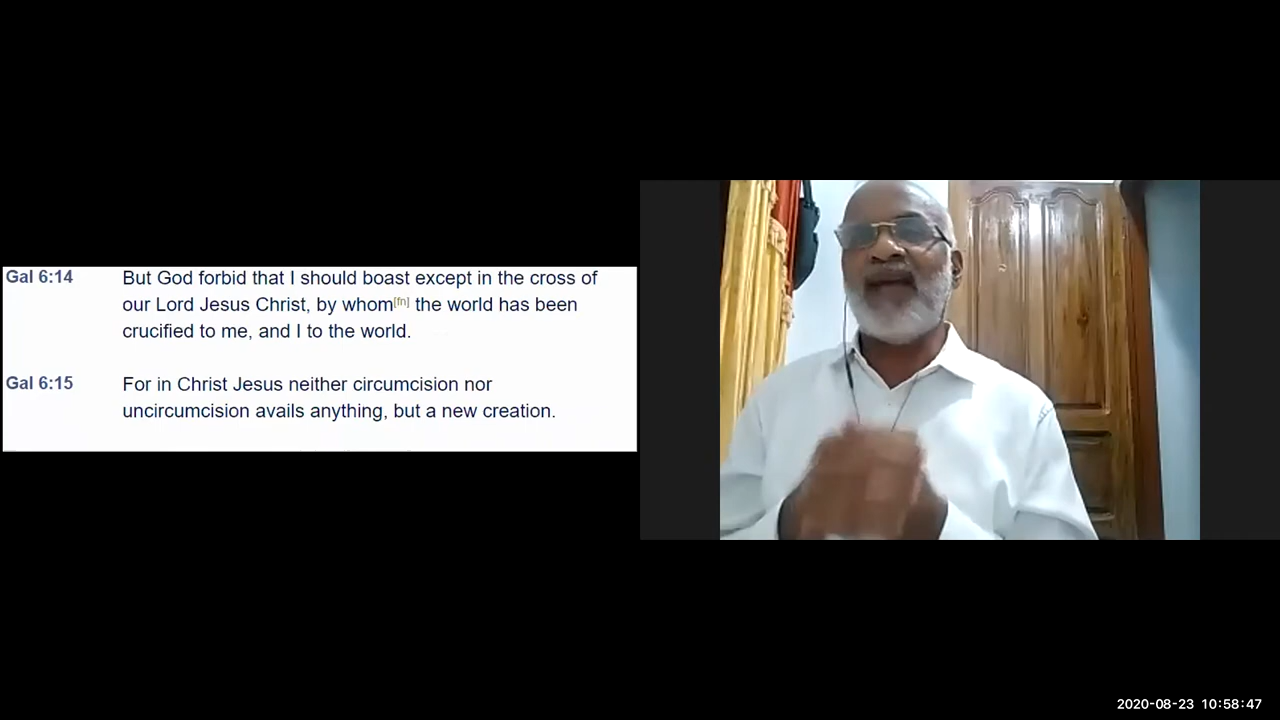 Gal 6:14 But God forbid that I should boast except in the cross of
our Lord Jesus Christ, by whom[fn] the world has been
crucified to me, and I to the world.
Gal 6:15 For in Christ Jesus neither circumcision nor
uncircumcision avails anything, but a new creation.
2020-08-23 10:58:47